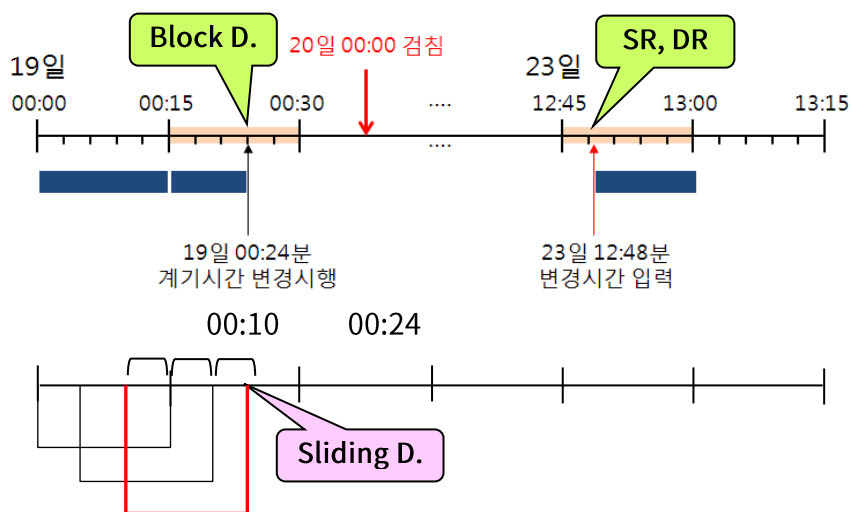 Block D.
20일 00:00 검침
SR, DR
19일
23일
00:00
00:15
00:30
....
12:45
13:00
13:15
....
19일 00:24분
계기시간 변경시행
23일 12:48분
변경시간 입력
00:10
00:24
Sliding D.